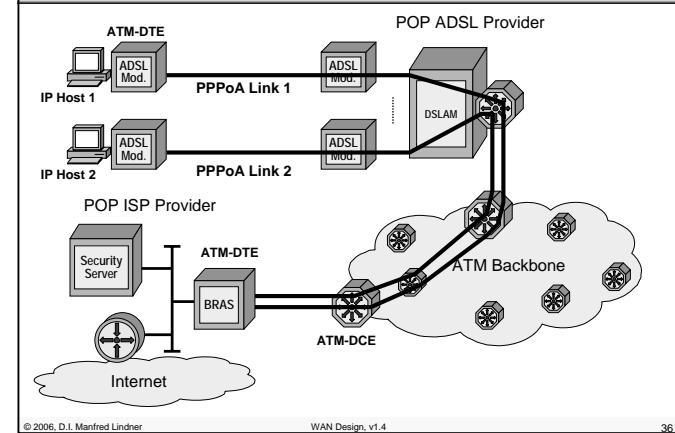 POP ADSL Provider
ATM-DTE
ADSL
Mod.
ADSL
Mod.
IP Host 1
PPPoA Link 1
DSLAM
ADSL
Mod.
ADSL
Mod.
IP Host 2
PPPoA Link 2
POP ISP Provider
Security
Server
ATM-DTE
BRAS
ATM Backbone
ATM-DCE
Internet
© 2006, D.I. Manfred Lindner
WAN Design, v1.4
36